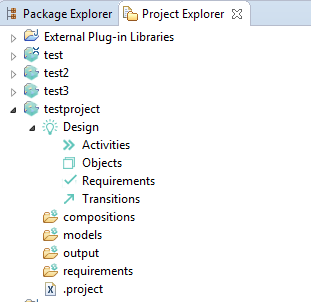 Package Explorer Project Explorer
External Plug-in Libraries
test
test2
test3
testproject
Design
Activities
Objects
Requirements
Transitions
compositions
models
output
requirements
.project